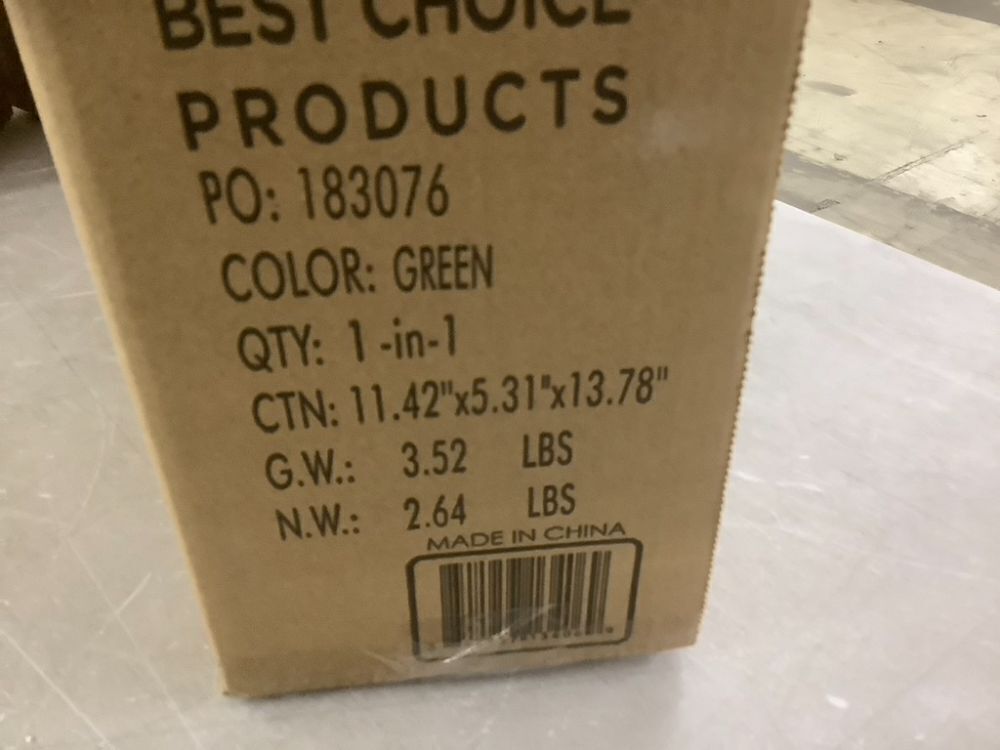 BEST CHOICE
PRODUCTS
PO: 183076
COLOR: GREEN
QTY: 1 -in-1
CTN: 11.42"x5.31"x13.78"
G.W.: 3.52 LBS
N.W.: 2.64 LBS
MADE IN CHINA